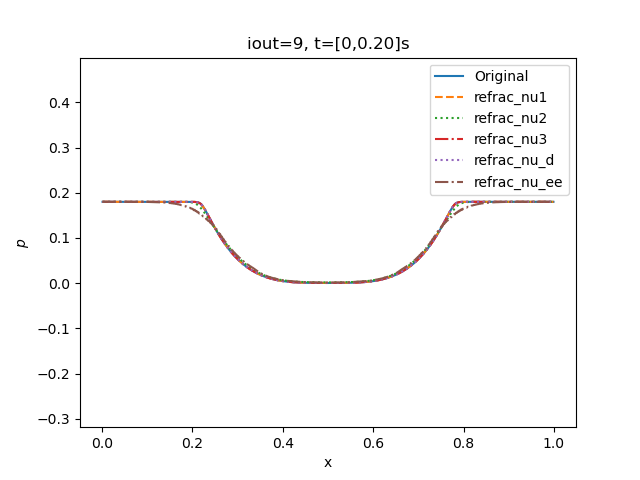 iout=9, t=[0,0.20]s
Original
refrac_nu1
refrac_nu2
refrac_nu3
refrac_nu_d
refrac_nu_ee
0.4
0.3
0.2
0.1
0.0
−0.1
−0.2
−0.3
p
0.0
0.2
0.4
0.6
0.8
1.0
x